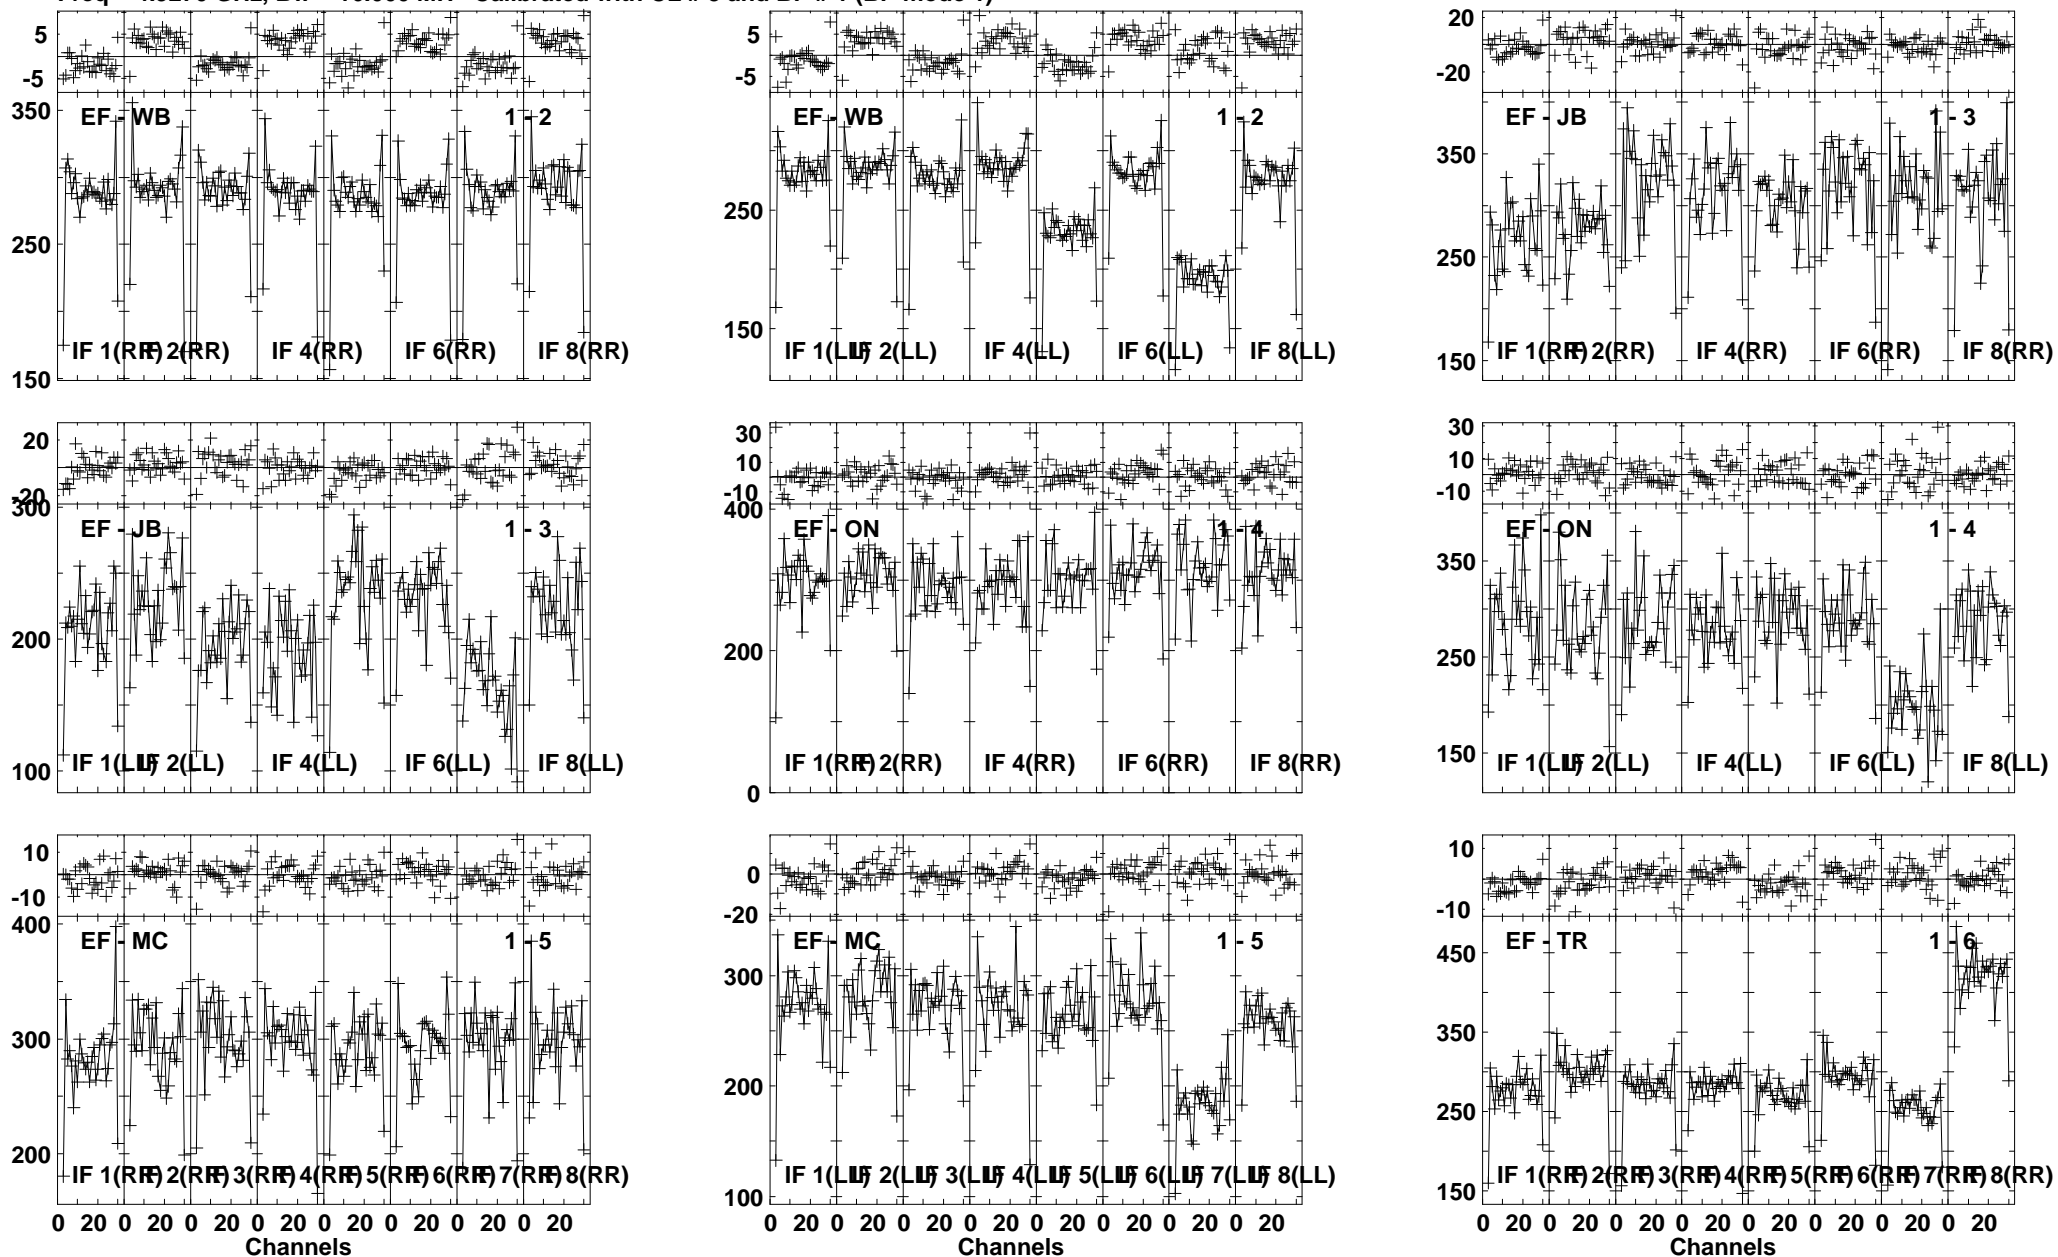 5
-5
350
250
150
EF - WB
1 - 2
IF 1(RR)
IF 2(RR)
IF 4(RR)
IF 6(RR)
IF 8(RR)
5
-5
250
150
EF - WB
1 - 2
IF 1(LL)
IF 2(LL)
IF 4(LL)
IF 6(LL)
IF 8(LL)
20
-20
350
250
150
EF - JB
1 - 3
IF 1(RR)
IF 2(RR)
IF 4(RR)
IF 6(RR)
IF 8(RR)
20
-20
300
200
100
EF - JB
1 - 3
IF 1(LL)
IF 2(LL)
IF 4(LL)
IF 6(LL)
IF 8(LL)
30
10
-10
400
200
0
EF - ON
1 - 4
IF 1(RR)
IF 2(RR)
IF 4(RR)
IF 6(RR)
IF 8(RR)
30
10
-10
350
250
150
EF - ON
1 - 4
IF 1(LL)
IF 2(LL)
IF 4(LL)
IF 6(LL)
IF 8(LL)
10
-10
400
300
200
EF - MC
1 - 5
IF 1(RR)
IF 2(RR)
IF 3(RR)
IF 4(RR)
IF 5(RR)
IF 6(RR)
IF 7(RR)
IF 8(RR)
0 20 0 20 0 20 0 20 0 20 0 20 0 20 0 20
Channels
0
-20
300
200
100
EF - MC
1 - 5
IF 1(LL)
IF 2(LL)
IF 3(LL)
IF 4(LL)
IF 5(LL)
IF 6(LL)
IF 7(LL)
IF 8(LL)
0 20 0 20 0 20 0 20 0 20 0 20 0 20 0 20
Channels
10
-10
450
350
250
150
EF - TR
1 - 6
IF 1(RR)
IF 2(RR)
IF 3(RR)
IF 4(RR)
IF 5(RR)
IF 6(RR)
IF 7(RR)
IF 8(RR)
0 20 0 20 0 20 0 20 0 20 0 20 0 20 0 20
Channels